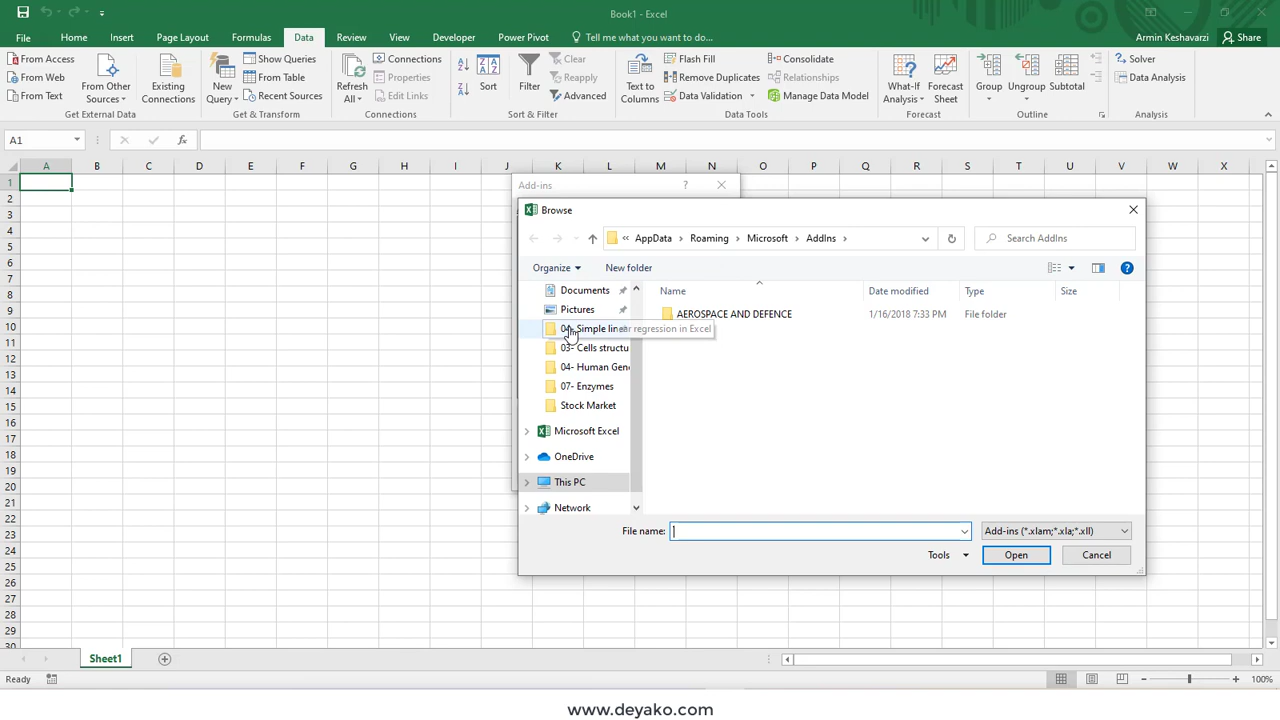 Book1 - Excel
File Home Insert Page Layout Formulas Data Review View Developer Power Pivot Tell me what you want to do... Armin Keshavarzi Share
From Access
From Web
From Text
From Other
Sources
Existing
Connections
Get External Data
New
Query
Show Queries
From Table
Recent Sources
Get & Transform
Refresh
All
Connections
Properties
Edit Links
Connections
Sort
Filter
Clear
Reapply
Advanced
Sort & Filter
Text to
Columns
Flash Fill
Remove Duplicates
Data Validation
Consolidate
Relationships
Manage Data Model
Data Tools
What-If
Analysis
Forecast
Sheet
Forecast
Group
Ungroup
Subtotal
Outline
Solver
Data Analysis
Analysis
A1 fx
A B C D E F G H I J K L M N O P Q R S T U V W X
1
2
3
4
5
6
7
8
9
10
11
12
13
14
15
16
17
18
19
20
21
22
23
24
25
26
27
28
29
30
Add-ins ?
Browse
« AppData > Roaming > Microsoft > AddIns >
Search AddIns
Organize New folder
Name Date modified Type Size
AEROSPACE AND DEFENCE 1/16/2018 7:33 PM File folder
Documents
Pictures
04- Simple linear regression in Excel
03- Cells structu
04- Human Gen
07- Enzymes
Stock Market
Microsoft Excel
OneDrive
This PC
Network
File name: Add-ins (*.xlam;*.xla;*.xll)
Tools Open Cancel
Sheet1
Ready 100%
www.deyako.com